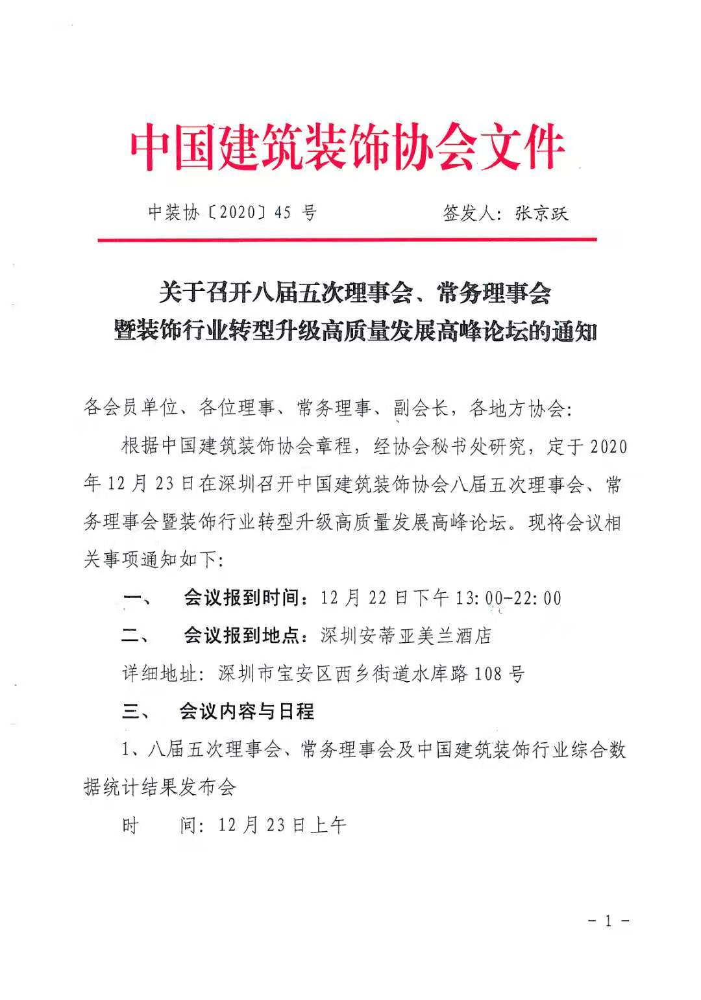 中国建筑装饰协会文件
中装协〔2020〕45 号 签发人：张京跃
关于召开八届五次理事会、常务理事会
暨装饰行业转型升级高质量发展高峰论坛的通知
各会员单位、各位理事、常务理事、副会长，各地方协会：
根据中国建筑装饰协会章程，经协会秘书处研究，定于 2020
年 12 月 23 日在深圳召开中国建筑装饰协会八届五次理事会、常
务理事会暨装饰行业转型升级高质量发展高峰论坛。现将会议相
关事项通知如下：
一、 会议报到时间：12 月 22 日下午 13：00-22：00
二、 会议报到地点：深圳安蒂亚美兰酒店
详细地址：深圳市宝安区西乡街道水库路 108 号
三、 会议内容与日程
1、八届五次理事会、常务理事会及中国建筑装饰行业综合数
据统计结果发布会
时 间：12 月 23 日上午
- 1 -